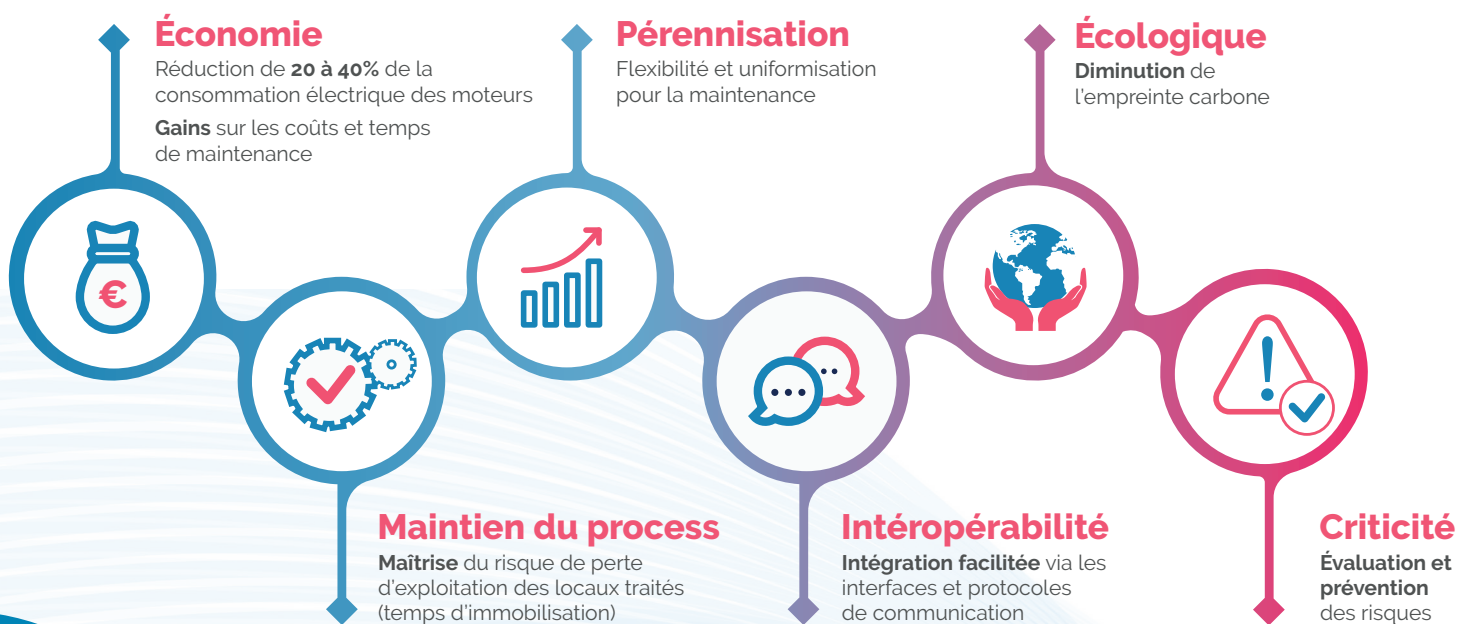 Économie
Réduction de 20 à 40% de la
consommation électrique des moteurs
Gains sur les coûts et temps
de maintenance
Pérennisation
Flexibilité et uniformisation
pour la maintenance
Écologique
Diminution de
l'empreinte carbone
€
Maintien du process
Maîtrise du risque de perte
d'exploitation des locaux traités
(temps d'immobilisation)
Intéropérabilité
Intégration facilitée via les
interfaces et protocoles
de communication
Criticité
Évaluation et
prévention
des risques